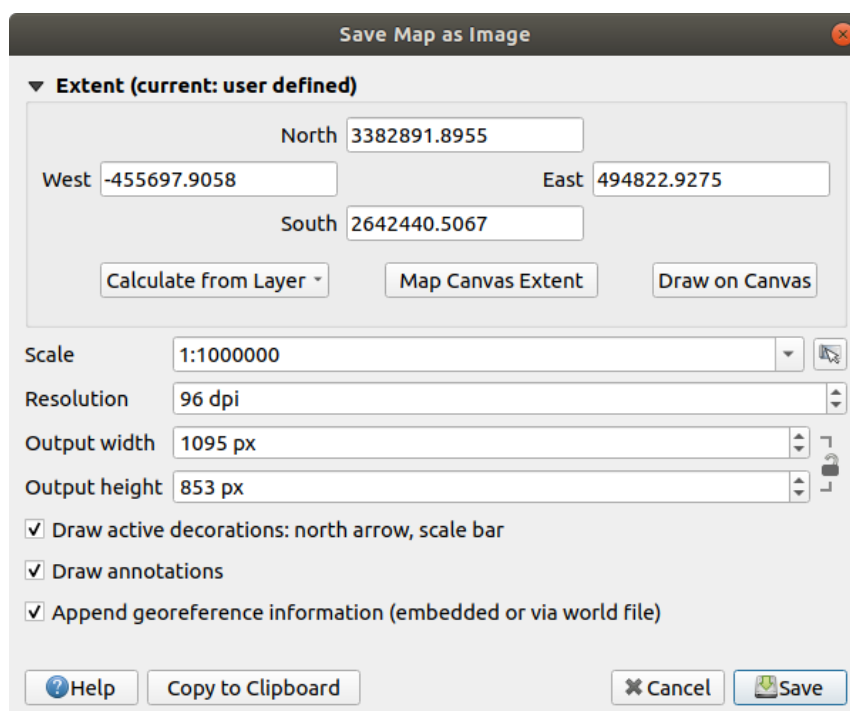 Save Map as Image
Extent (current: user defined)
North 3382891.8955
West -455697.9058 East 494822.9275
South 2642440.5067
Calculate from Layer Map Canvas Extent Draw on Canvas
Scale 1:1000000
Resolution 96 dpi
Output width 1095 px
Output height 853 px
Draw active decorations: north arrow, scale bar
Draw annotations
Append georeference information (embedded or via world file)
Help Copy to Clipboard Cancel Save